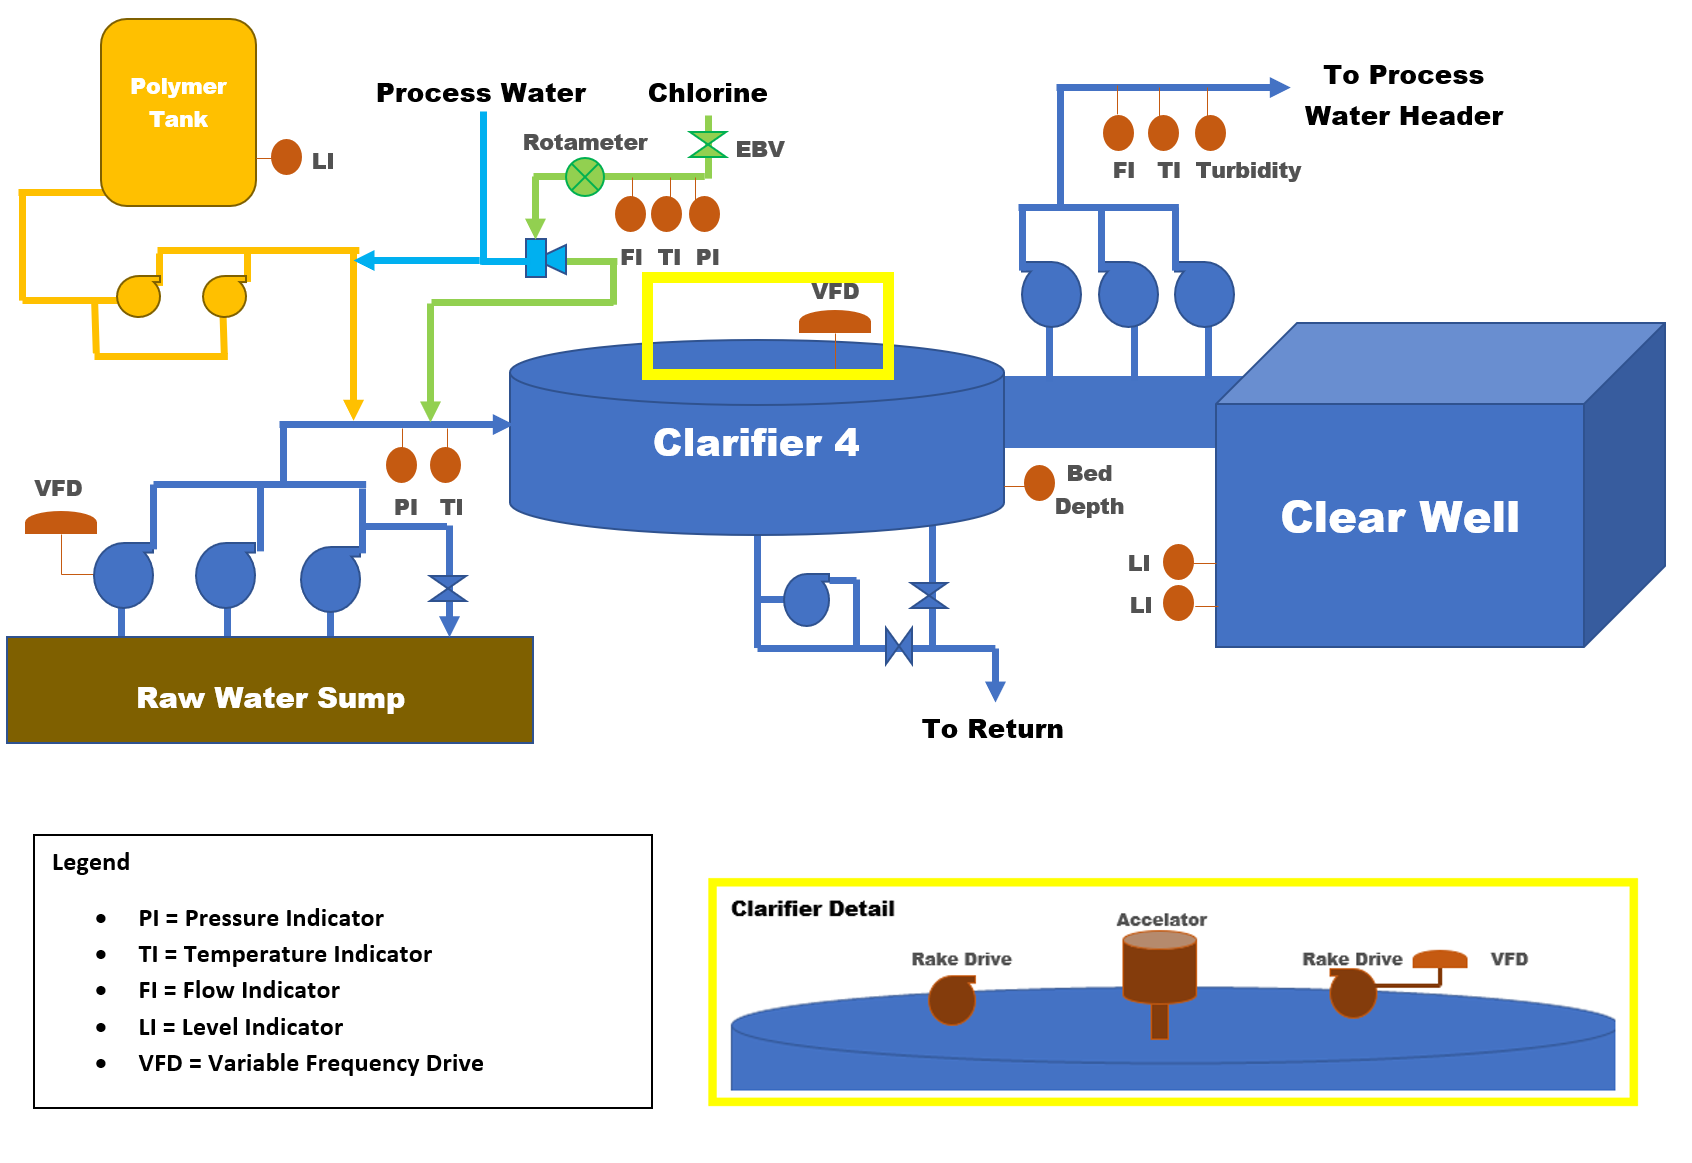 Polymer
Tank
LI
Process Water
Chlorine
Rotameter
EBV
FI TI PI
To Process
Water Header
FI TI Turbidity
VFD
Clarifier 4
VFD
PI TI
Bed
Depth
Clear Well
LI
LI
Raw Water Sump
To Return
Legend
• PI = Pressure Indicator
• TI = Temperature Indicator
• FI = Flow Indicator
• LI = Level Indicator
• VFD = Variable Frequency Drive
Clarifier Detail
Accelator
Rake Drive
Rake Drive
VFD